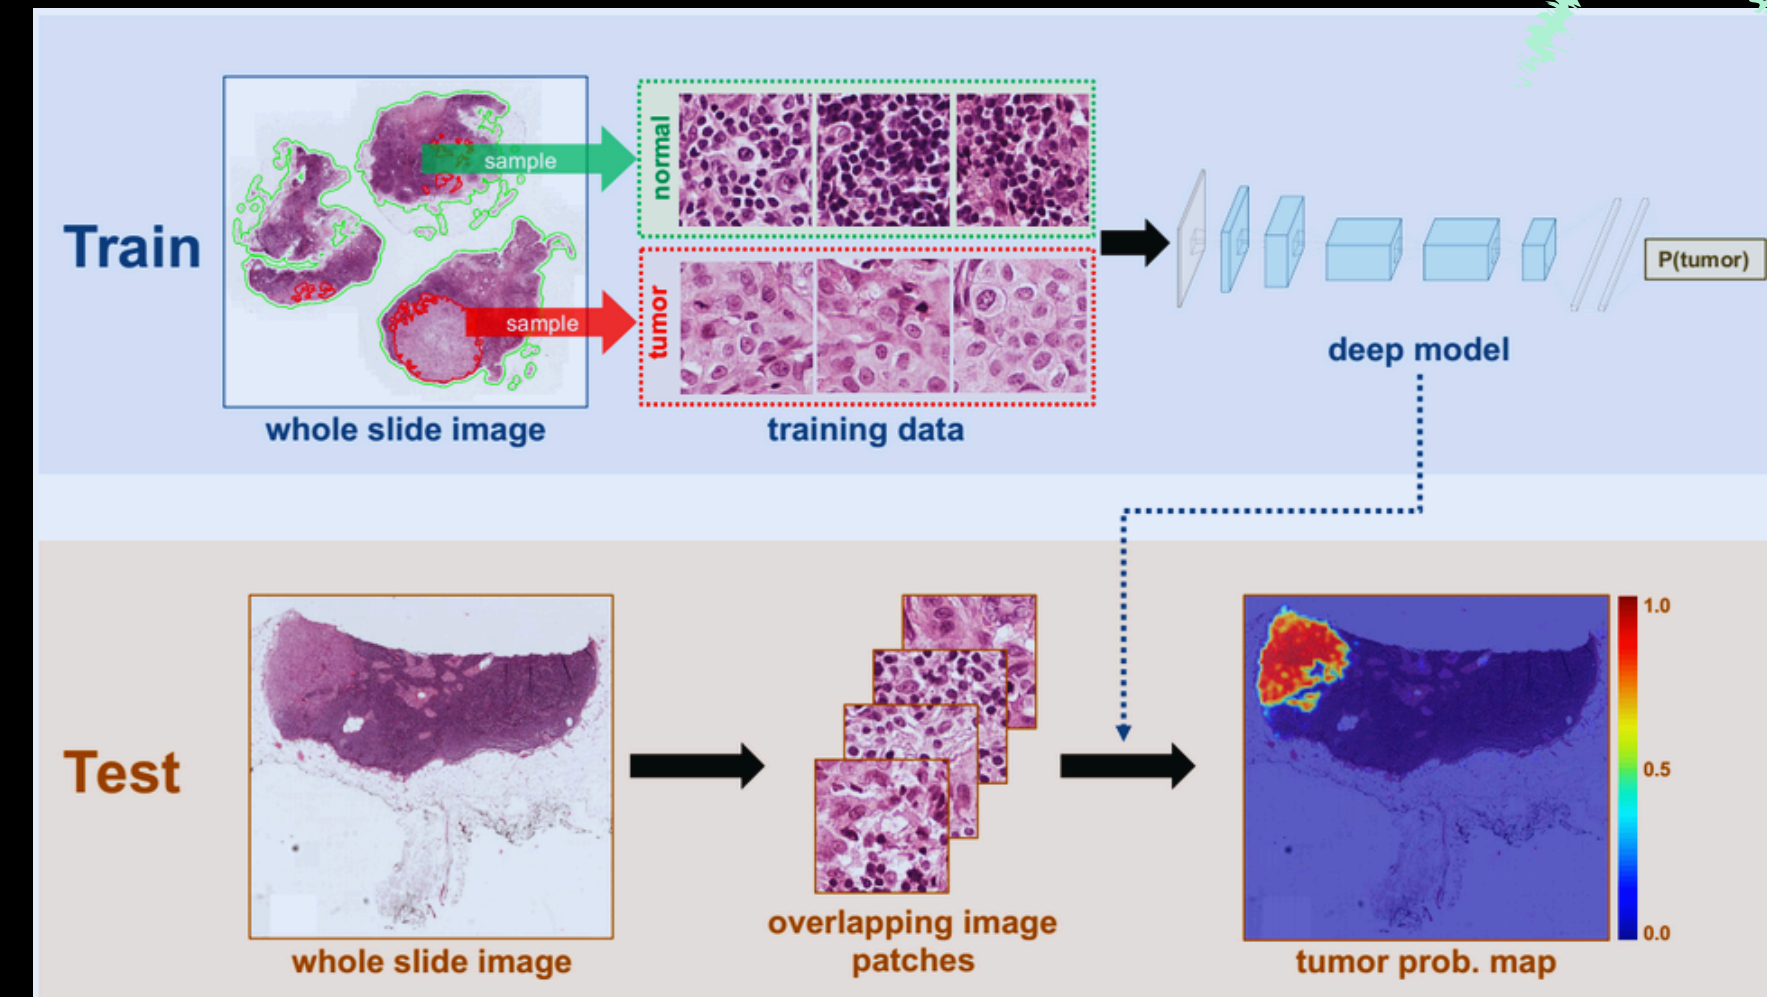 Train
sample
sample
normal
tumor
P(tumor)
deep model
whole slide image
training data
Test
1.0
0.5
0.0
overlapping image
patches
whole slide image
tumor prob. map